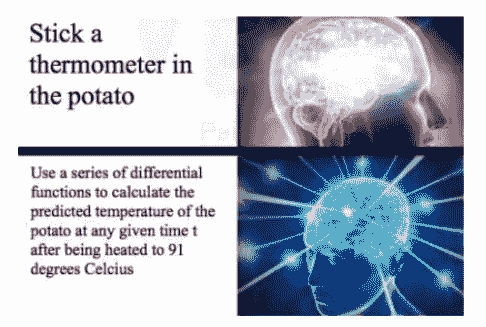 Stick a
thermometer in
the potato
Use a series of differential
functions to calculate the
predicted temperature of the
potato at any given time t
after being heated to 91
degrees Celcius